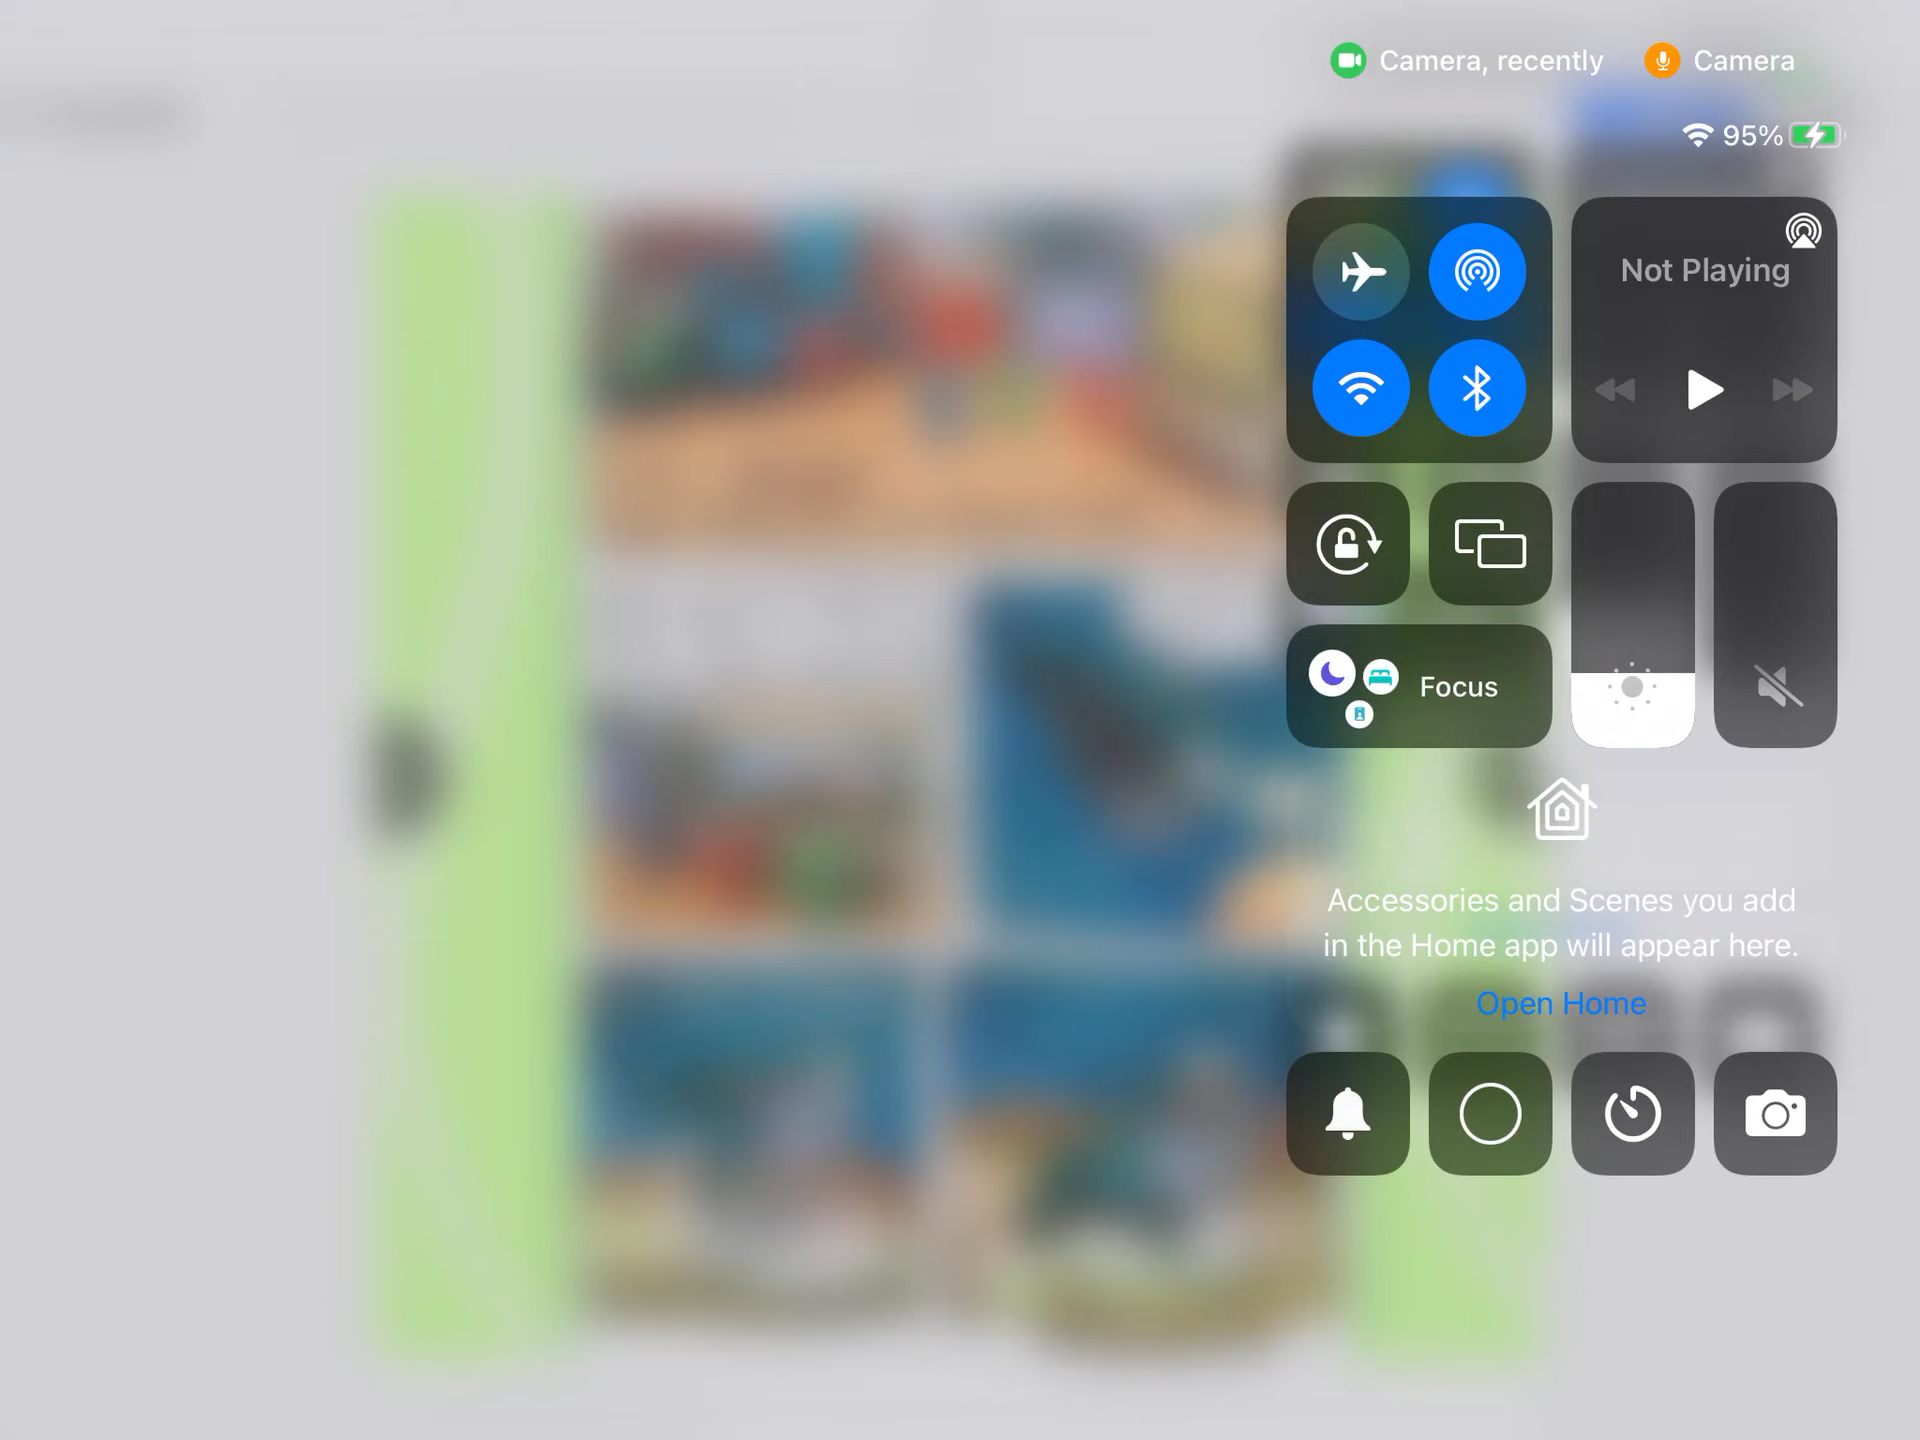 Camera, recently
Camera
95%
Not Playing
Focus
Accessories and Scenes you add
in the Home app will appear here.
Open Home